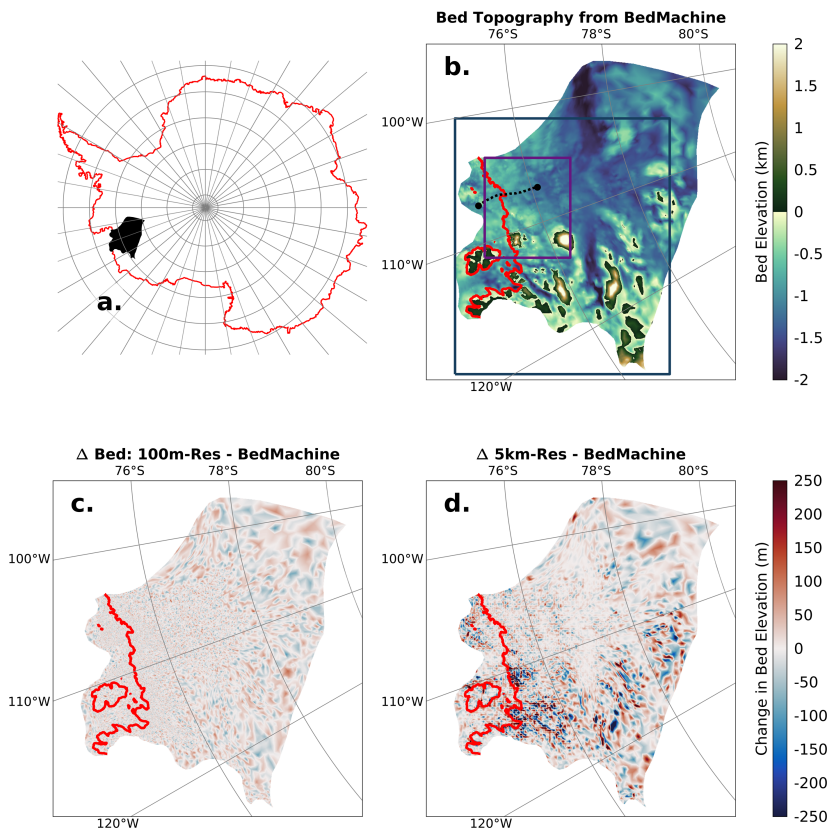 a.
Bed Topography from BedMachine
76°S 78°S 80°S
b.
100°W
110°W
120°W
2
1.5
1
0.5
0
-0.5
-1
-1.5
-2
Bed Elevation (km)
Δ Bed: 100m-Res - BedMachine
76°S 78°S 80°S
c.
100°W
110°W
120°W
Δ 5km-Res - BedMachine
76°S 78°S 80°S
d.
100°W
110°W
120°W
250
200
150
100
50
0
-50
-100
-150
-200
-250
Change in Bed Elevation (m)